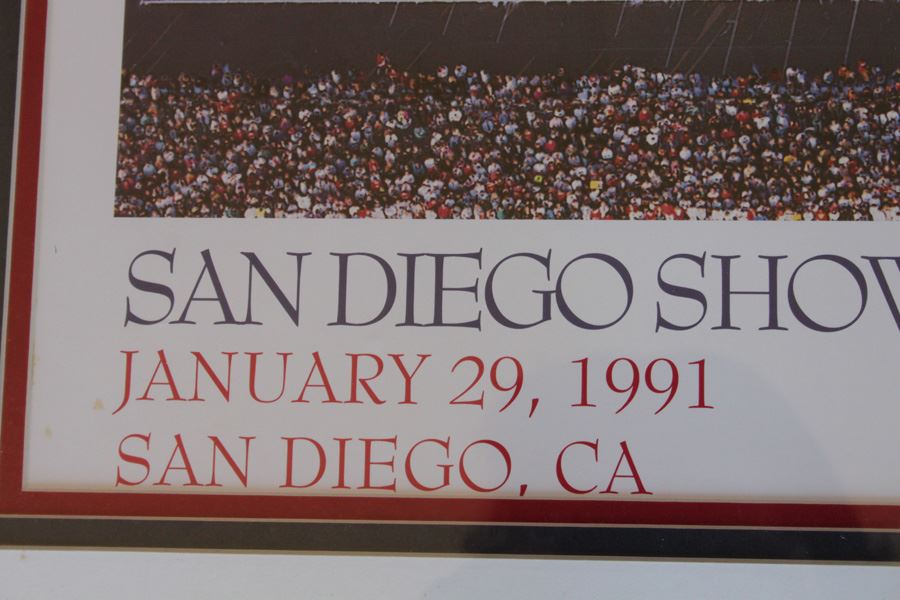 SAN DIEGO
JANUARY 29, 1991
SAN DIEGO, CA